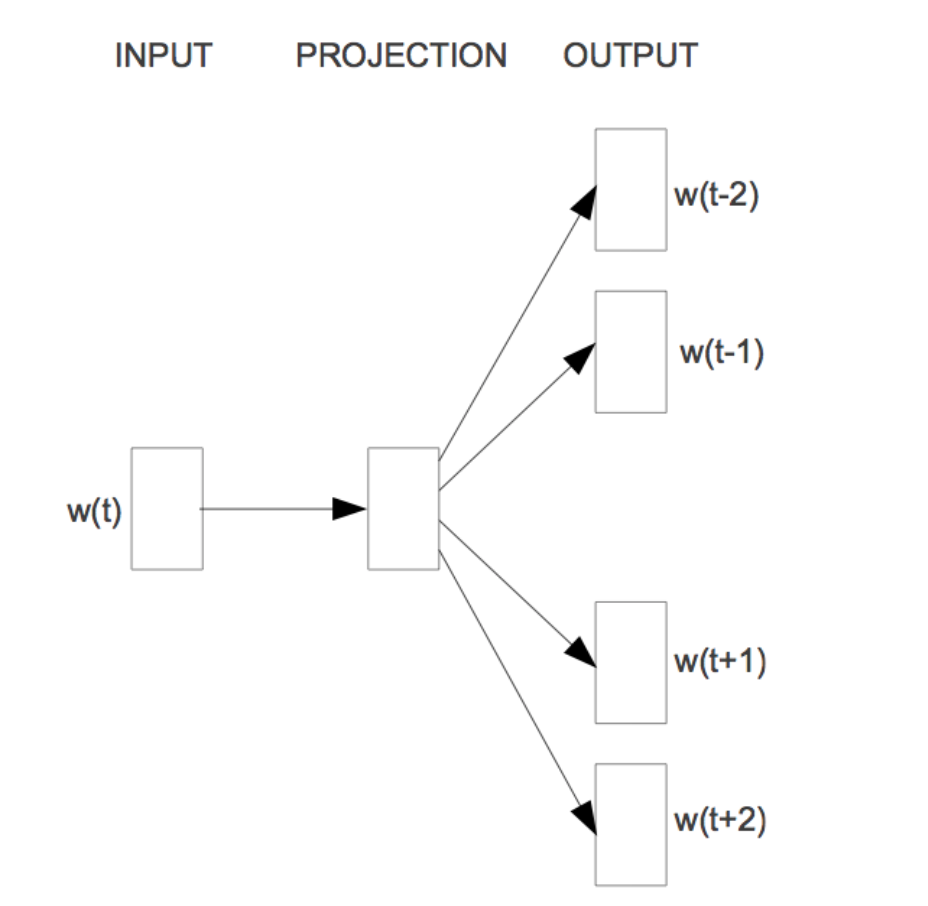 INPUT PROJECTION OUTPUT
w(t-2)
w(t-1)
w(t)
w(t+1)
w(t+2)